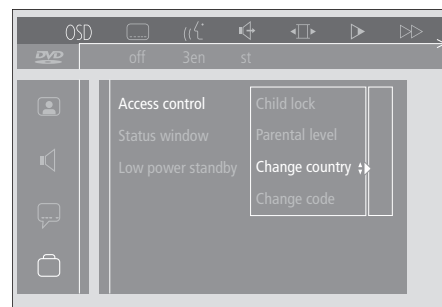 OSD
DVD off 3en st
Access control Child lock
Status window Parental level
Low power standby Change country
Change code